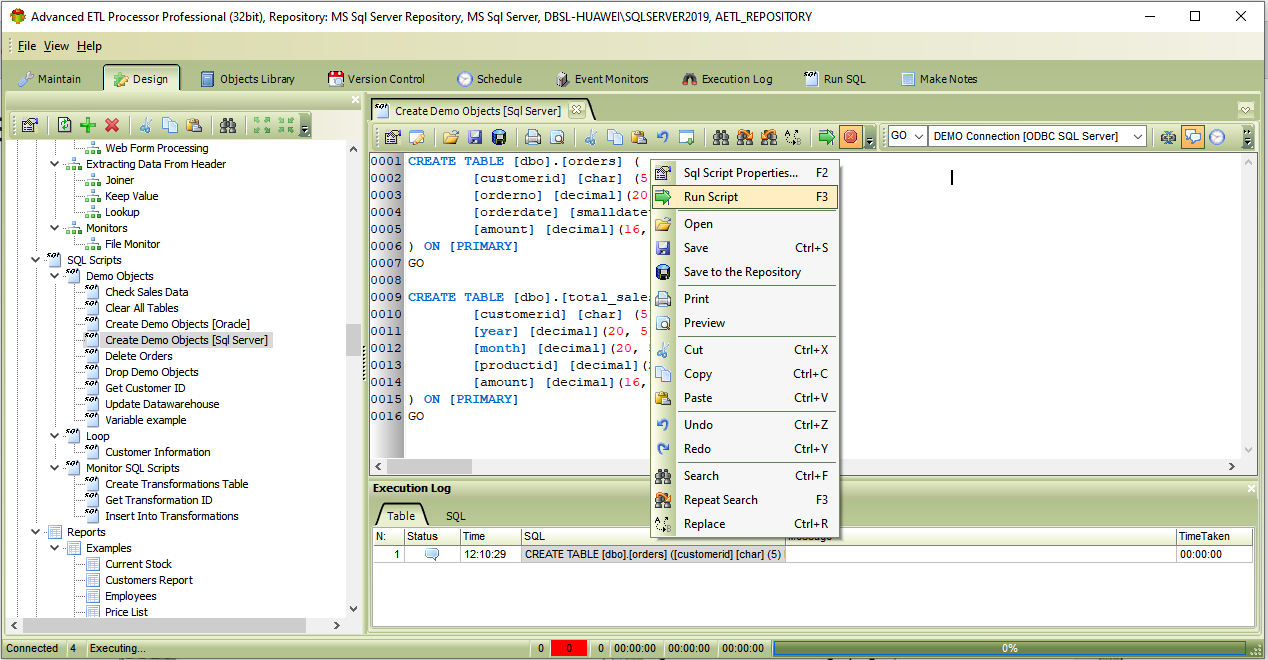 Advanced ETL Processor Professional (32bit), Repository: MS Sql Server Repository, MS Sql Server, DBSL-HUAWEI\SQLSERVER2019, AETL_REPOSITORY
File View Help
Maintain Design Objects Library Version Control Schedule Event Monitors Execution Log Run SQL Make Notes
Web Form Processing
Extracting Data From Header
Joiner
Keep Value
Lookup
Monitors
File Monitor
SQL Scripts
Demo Objects
Check Sales Data
Clear All Tables
Create Demo Objects [Oracle]
Create Demo Objects [Sql Server]
Delete Orders
Drop Demo Objects
Get Customer ID
Update Datawarehouse
Variable example
Loop
Customer Information
Monitor SQL Scripts
Create Transformations Table
Get Transformation ID
Insert Into Transformations
Reports
Examples
Current Stock
Customers Report
Employees
Price List
Create Demo Objects [Sql Server]
GO DEMO Connection [ODBC SQL Server]
0001 CREATE TABLE [dbo].[orders] (
0002 [customerid] [char] (5
0003 [orderno] [decimal](20
0004 [orderdate] [smalldate
0005 [amount] [decimal](16,
0006 ) ON [PRIMARY]
0007 GO
0008
0009 CREATE TABLE [dbo].[total_sales
0010 [customerid] [char] (5
0011 [year] [decimal](20, 5
0012 [month] [decimal](20,
0013 [productid] [decimal](
0014 [amount] [decimal](16,
0015 ) ON [PRIMARY]
0016 GO
Sql Script Properties... F2
Run Script F3
Open
Save Ctrl+S
Save to the Repository
Print
Preview
Cut Ctrl+X
Copy Ctrl+C
Paste Ctrl+V
Undo Ctrl+Z
Redo Ctrl+Y
Search Ctrl+F
Repeat Search F3
Replace Ctrl+R
Execution Log
Table SQL
N: Status Time SQL Message TimeTaken
1 12:10:29 CREATE TABLE [dbo].[orders] ([customerid] [char] (5) 00:00:00
Connected 4 Executing... 0 0 0 00:00:00 00:00:00 00:00:00 0%